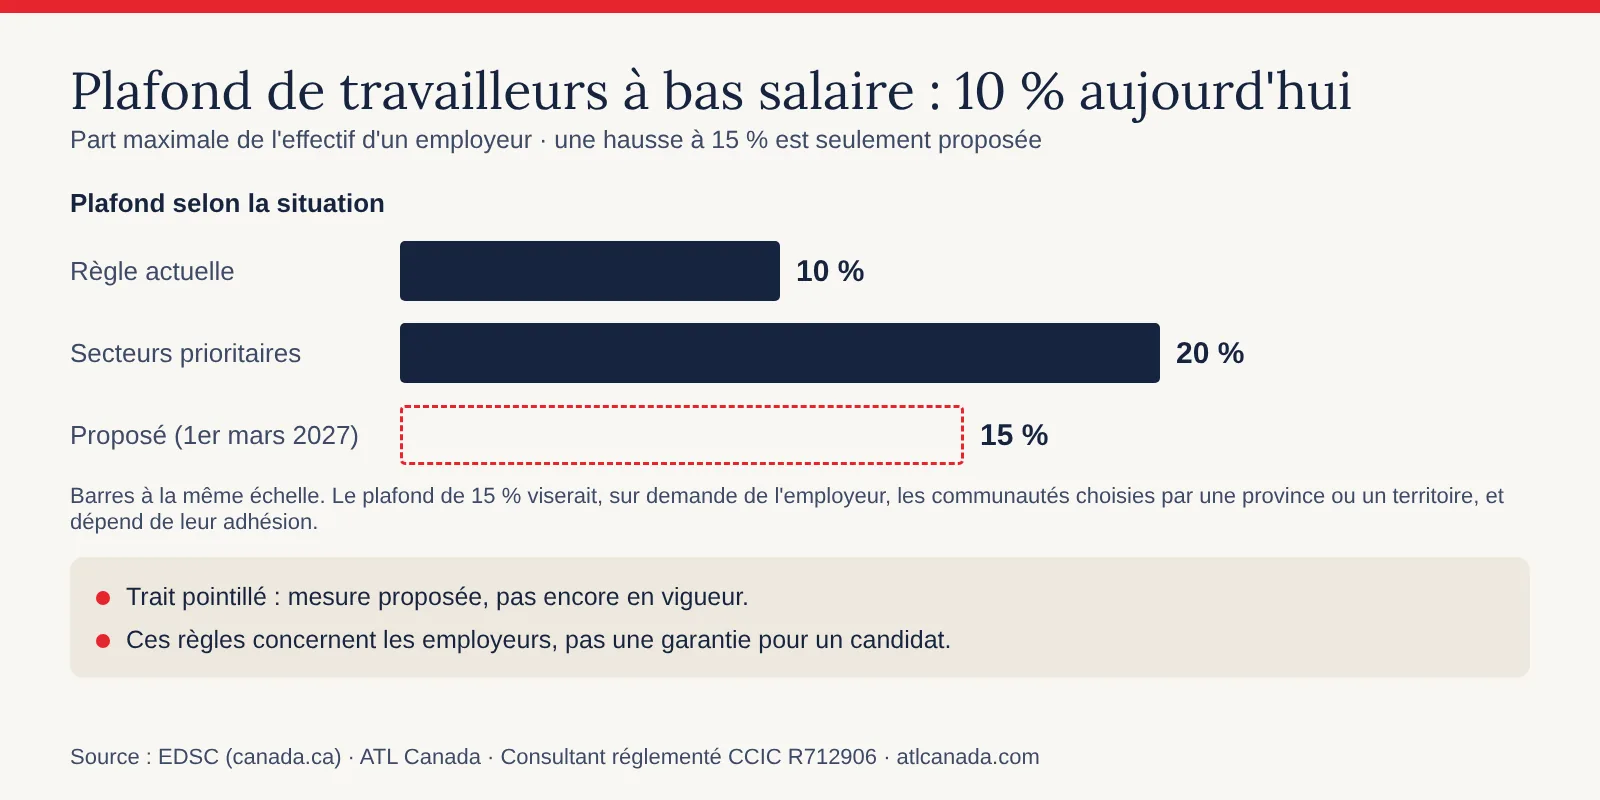 Plafond de travailleurs à bas salaire : 10 % aujourd'hui
Part maximale de l'effectif d'un employeur · une hausse à 15 % est seulement proposée
Plafond selon la situation
Règle actuelle
10 %
Secteurs prioritaires
20 %
Proposé (1er mars 2027)
15 %
Barres à la même échelle. Le plafond de 15 % viserait, sur demande de l'employeur, les communautés choisies par une province ou un territoire, et
dépend de leur adhésion.
Trait pointillé : mesure proposée, pas encore en vigueur.
Ces règles concernent les employeurs, pas une garantie pour un candidat.
Source : EDSC (canada.ca) · ATL Canada · Consultant réglementé CCIC R712906 · atlcanada.com